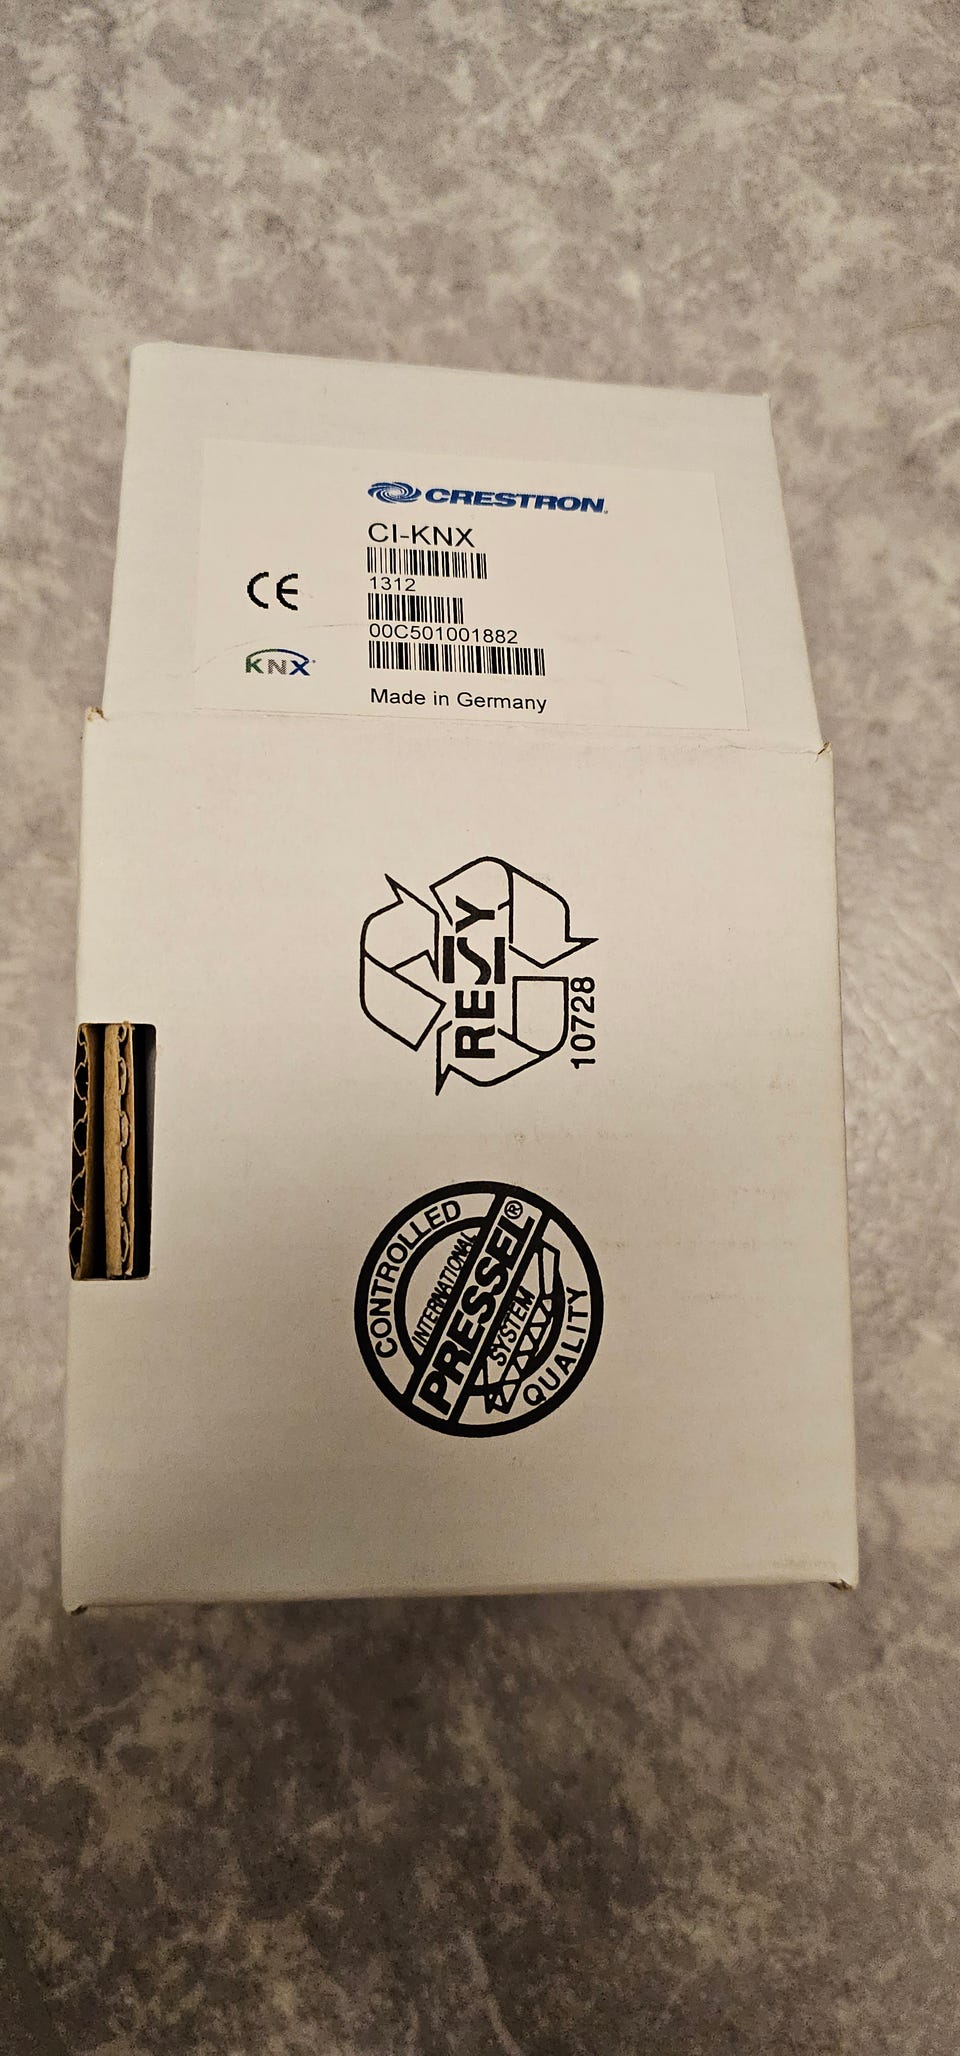 CRESTRON
CI-KNX
1312
00C501001882
Made in Germany
CE
KNX
RESY
10728
CONTROLLED
INTERNATIONAL
PRESSEL®
SYSTEM
QUALITY